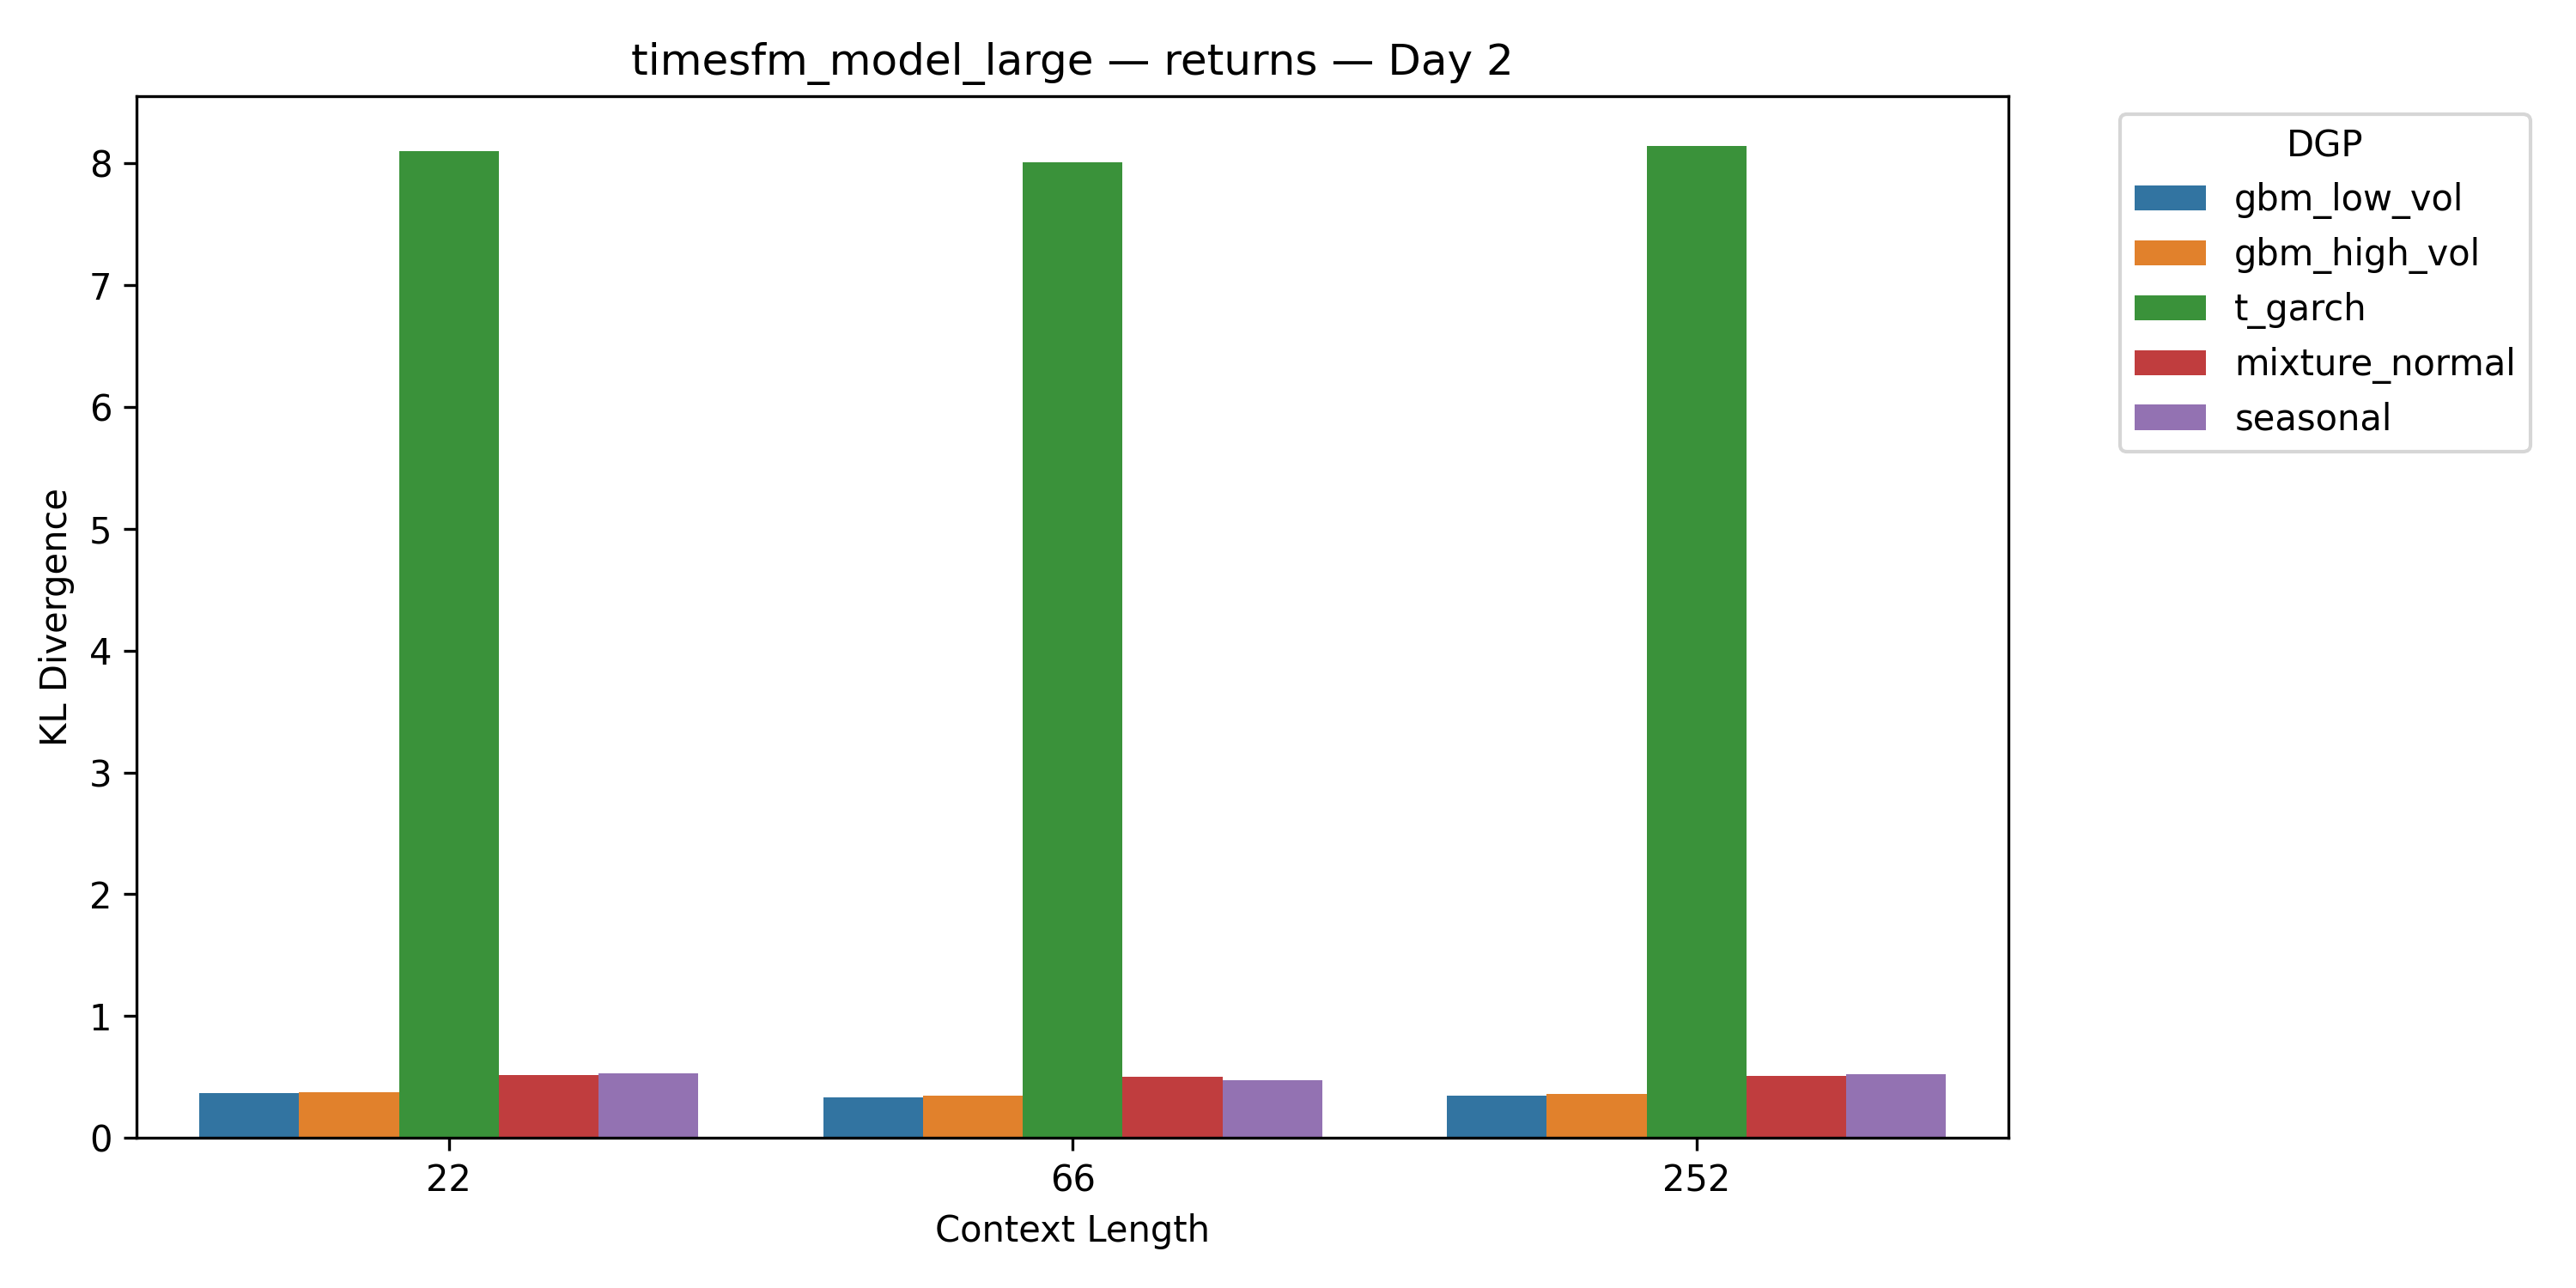 timesfm_model_large — returns — Day 2
KL Divergence
8
7
6
5
4
3
2
1
0
22
66
252
Context Length
DGP
gbm_low_vol
gbm_high_vol
t_garch
mixture_normal
seasonal